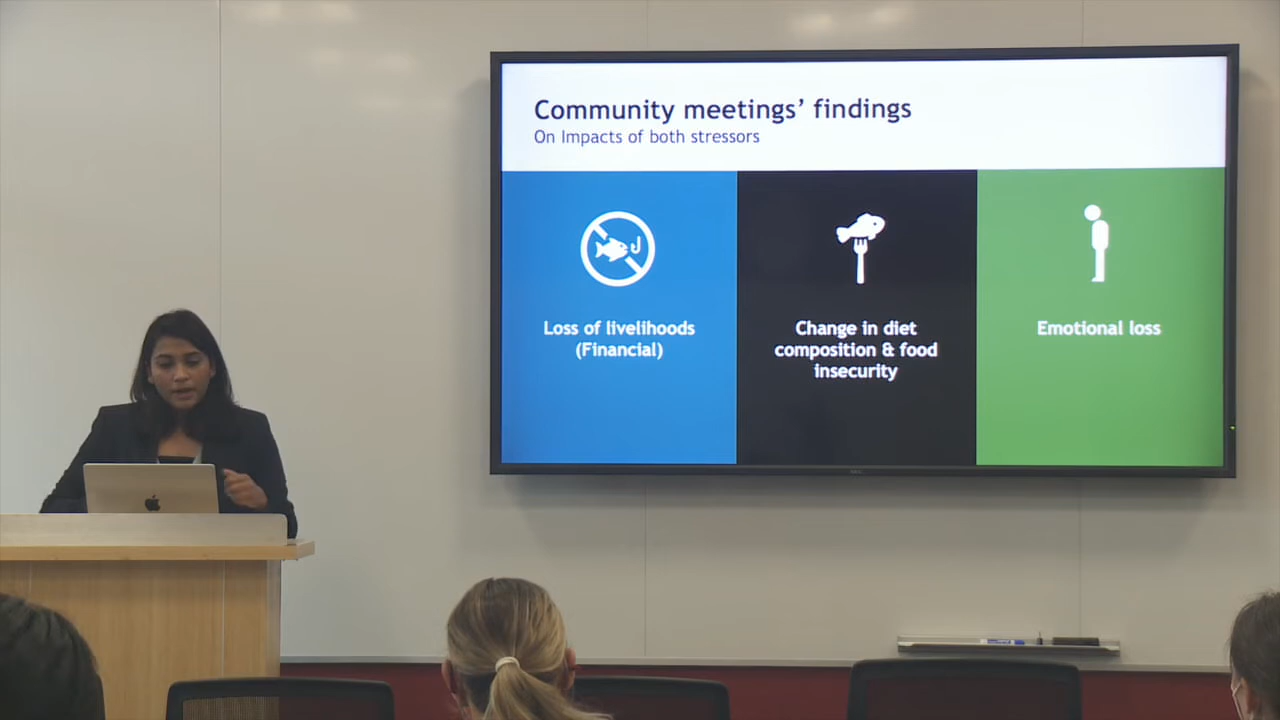 Community meetings’ findings
On Impacts of both stressors
Loss of livelihoods
(Financial)
Change in diet
composition & food
insecurity
Emotional loss